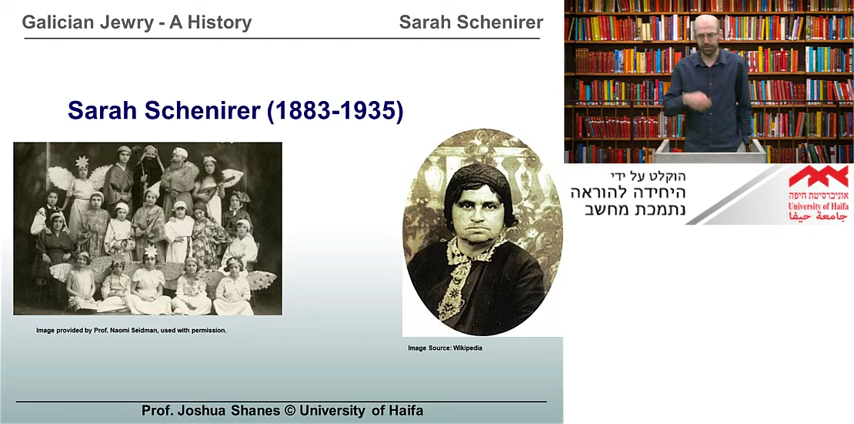 Galician Jewry - A History
Sarah Schenirer
Sarah Schenirer (1883-1935)
Image provided by Prof. Naomi Seidman, used with permission.
Image Source: Wikipedia
Prof. Joshua Shanes © University of Haifa
הוקלט על ידי
היחידה להוראה
נתמכת מחשב
אוניברסיטת חיפה
University of Haifa
جامعة حيفا